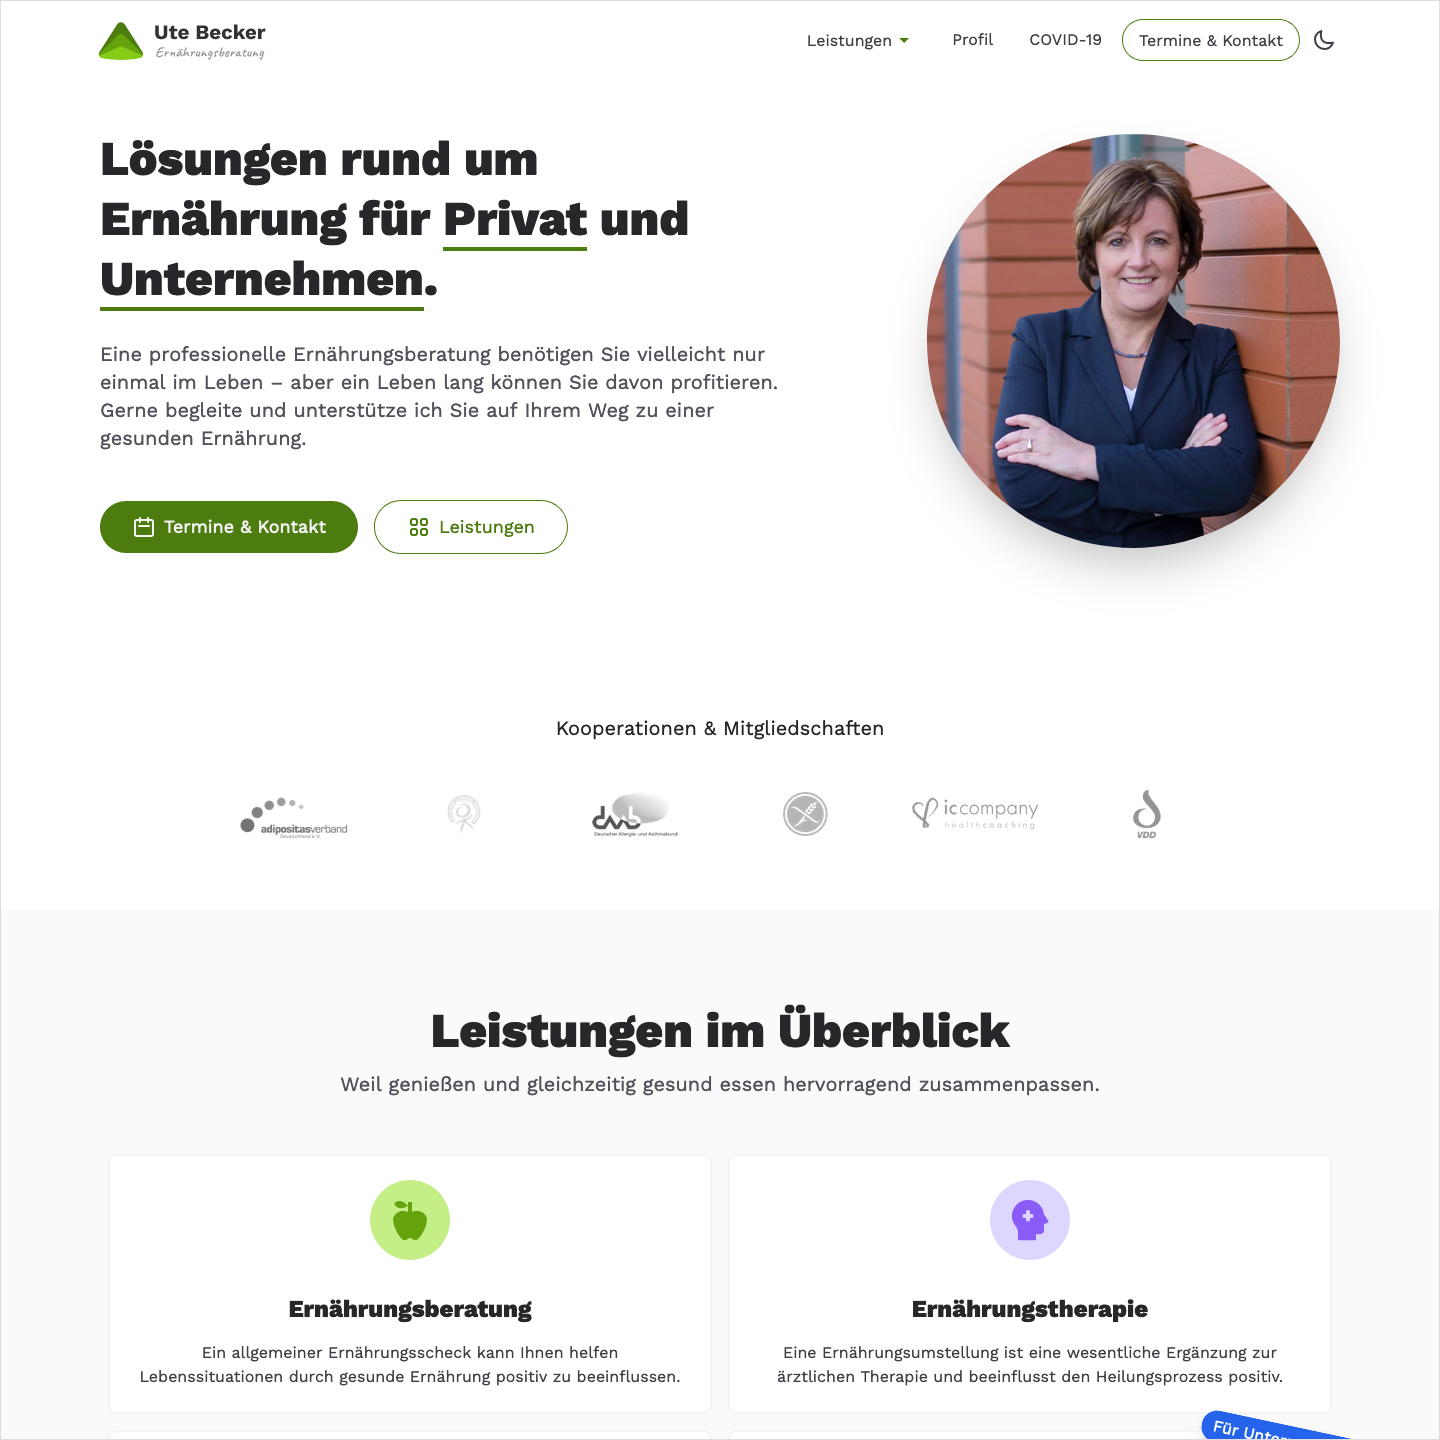 Ute Becker
Ernährungsberatung
Leistungen
Profil
COVID-19
Termine & Kontakt
Lösungen rund um
Ernährung für Privat und
Unternehmen.
Eine professionelle Ernährungsberatung benötigen Sie vielleicht nur
einmal im Leben – aber ein Leben lang können Sie davon profitieren.
Gerne begleite und unterstütze ich Sie auf Ihrem Weg zu einer
gesunden Ernährung.
Termine & Kontakt
Leistungen
Kooperationen & Mitgliedschaften
adipositasverband
Deutschland e.V.
daab
Deutscher Allergie- und Asthmabund
iccompany
healthcoaching
VDD
Leistungen im Überblick
Weil genießen und gleichzeitig gesund essen hervorragend zusammenpassen.
Ernährungsberatung
Ein allgemeiner Ernährungsscheck kann Ihnen helfen
Lebenssituationen durch gesunde Ernährung positiv zu beeinflussen.
Ernährungstherapie
Eine Ernährungsumstellung ist eine wesentliche Ergänzung zur
ärztlichen Therapie und beeinflusst den Heilungsprozess positiv.
Für